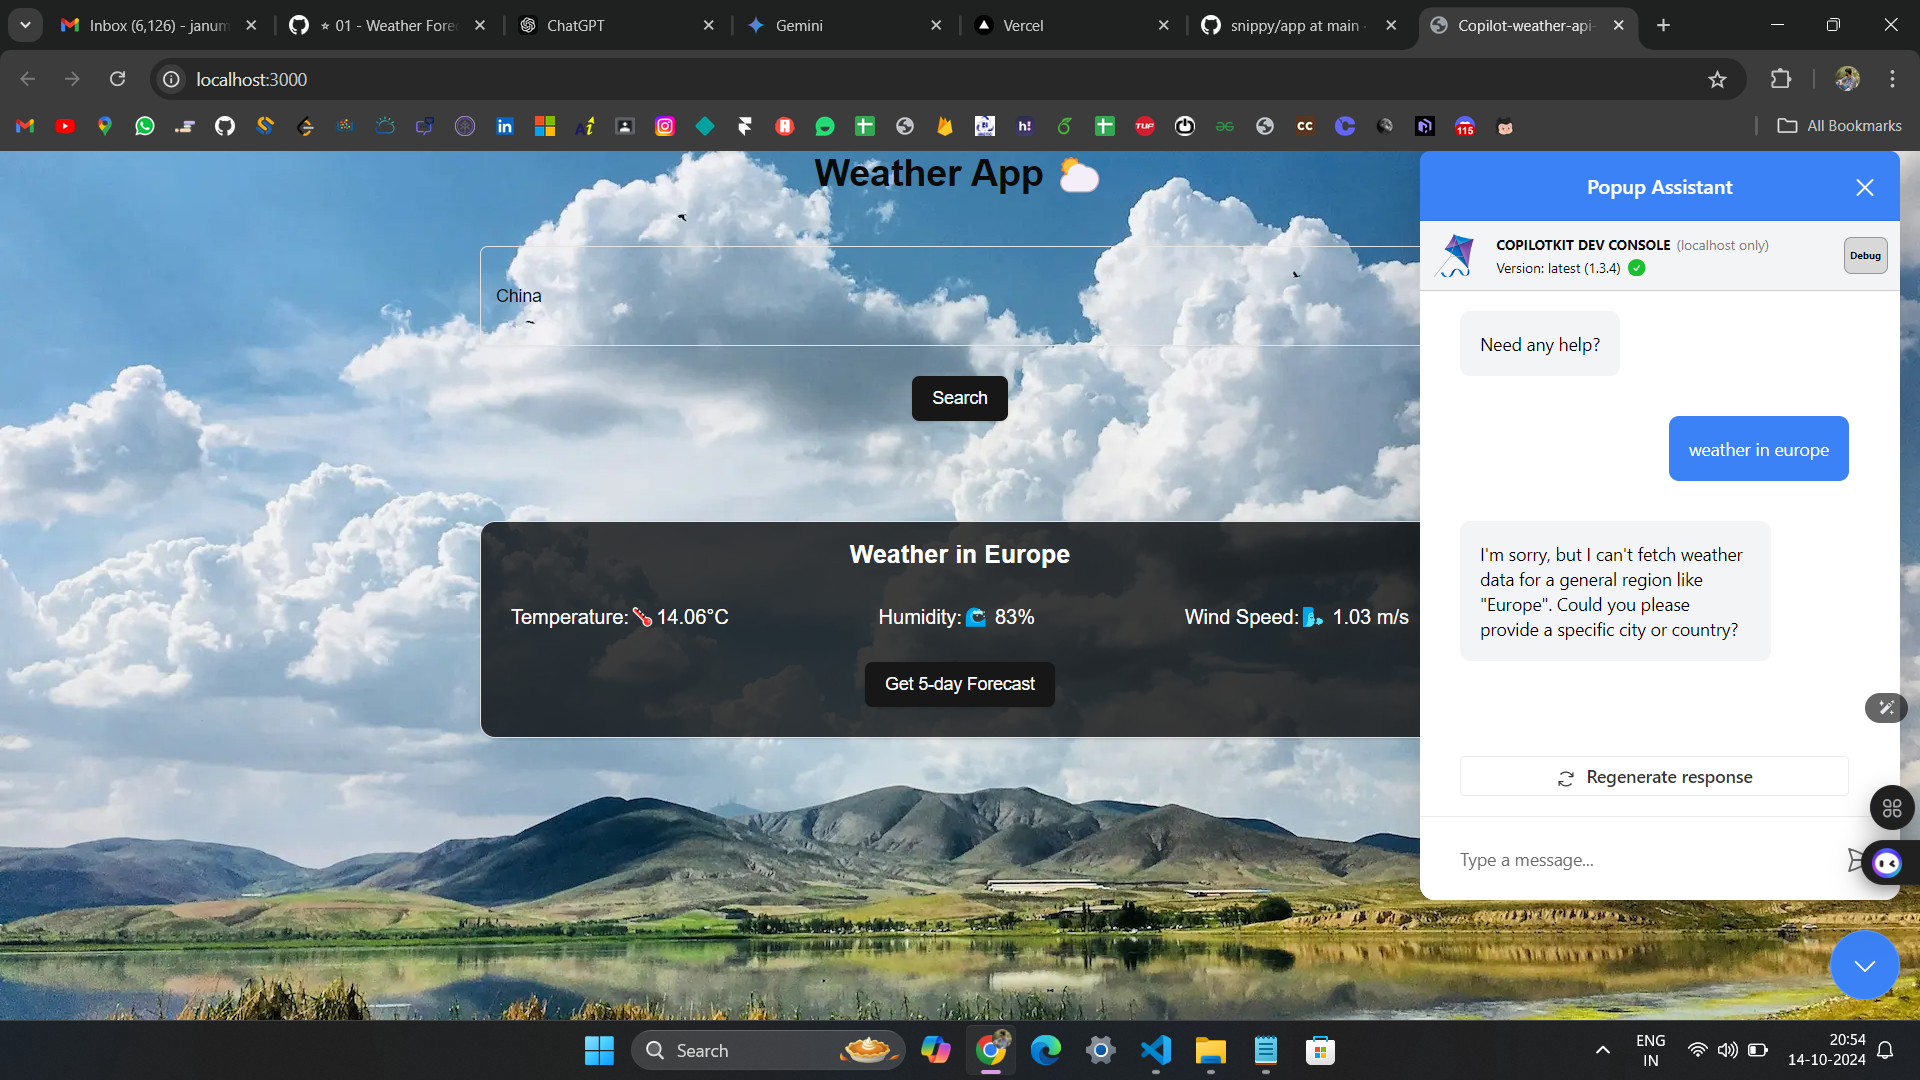 Inbox (6,126) - janum
01 - Weather Fore
ChatGPT
Gemini
Vercel
snippy/app at main ·
Copilot-weather-api-
localhost:3000
All Bookmarks
Weather App
China
Search
Weather in Europe
Temperature: 14.06°C
Humidity: 83%
Wind Speed: 1.03 m/s
Get 5-day Forecast
Popup Assistant
COPILOTKIT DEV CONSOLE (localhost only)
Version: latest (1.3.4)
Debug
Need any help?
weather in europe
I'm sorry, but I can't fetch weather
data for a general region like
"Europe". Could you please
provide a specific city or country?
Regenerate response
Type a message...
Search
ENG
IN
20:54
14-10-2024